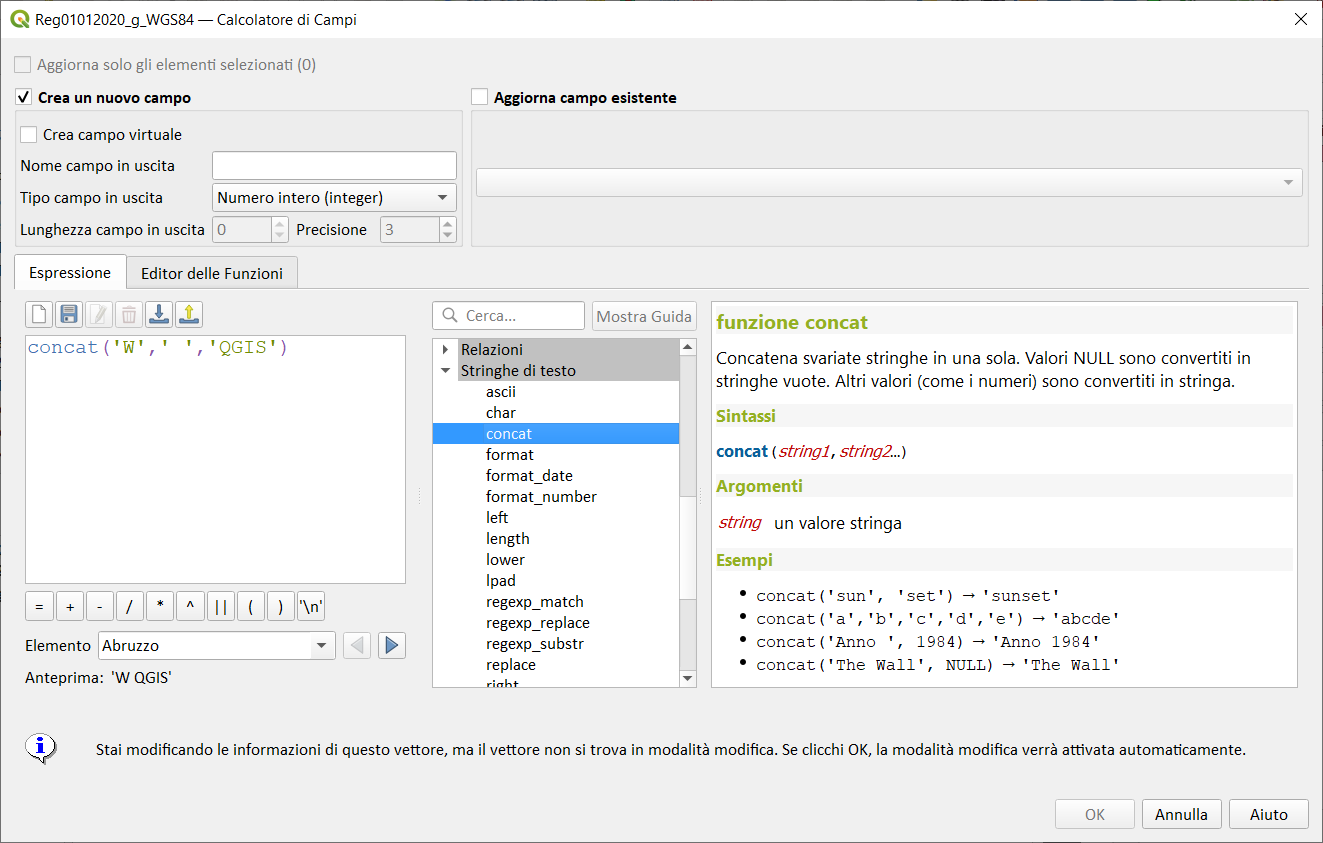 Reg01012020_g_WGS84 — Calcolatore di Campi
Aggiorna solo gli elementi selezionati (0)
Crea un nuovo campo
Aggiorna campo esistente
Crea campo virtuale
Nome campo in uscita
Tipo campo in uscita Numero intero (integer)
Lunghezza campo in uscita 0 Precisione 3
Espressione Editor delle Funzioni
concat('W',' ','QGIS')
= + - / * ^ || ( ) '\n'
Elemento Abruzzo
Anteprima: 'W QGIS'
Cerca... Mostra Guida
Relazioni
Stringhe di testo
ascii
char
concat
format
format_date
format_number
left
length
lower
lpad
regexp_match
regexp_replace
regexp_substr
replace
right
funzione concat
Concatena svariate stringhe in una sola. Valori NULL sono convertiti in
stringhe vuote. Altri valori (come i numeri) sono convertiti in stringa.
Sintassi
concat(string1, string2…)
Argomenti
string un valore stringa
Esempi
• concat('sun', 'set') → 'sunset'
• concat('a','b','c','d','e') → 'abcde'
• concat('Anno ', 1984) → 'Anno 1984'
• concat('The Wall', NULL) → 'The Wall'
Stai modificando le informazioni di questo vettore, ma il vettore non si trova in modalità modifica. Se clicchi OK, la modalità modifica verrà attivata automaticamente.
OK Annulla Aiuto